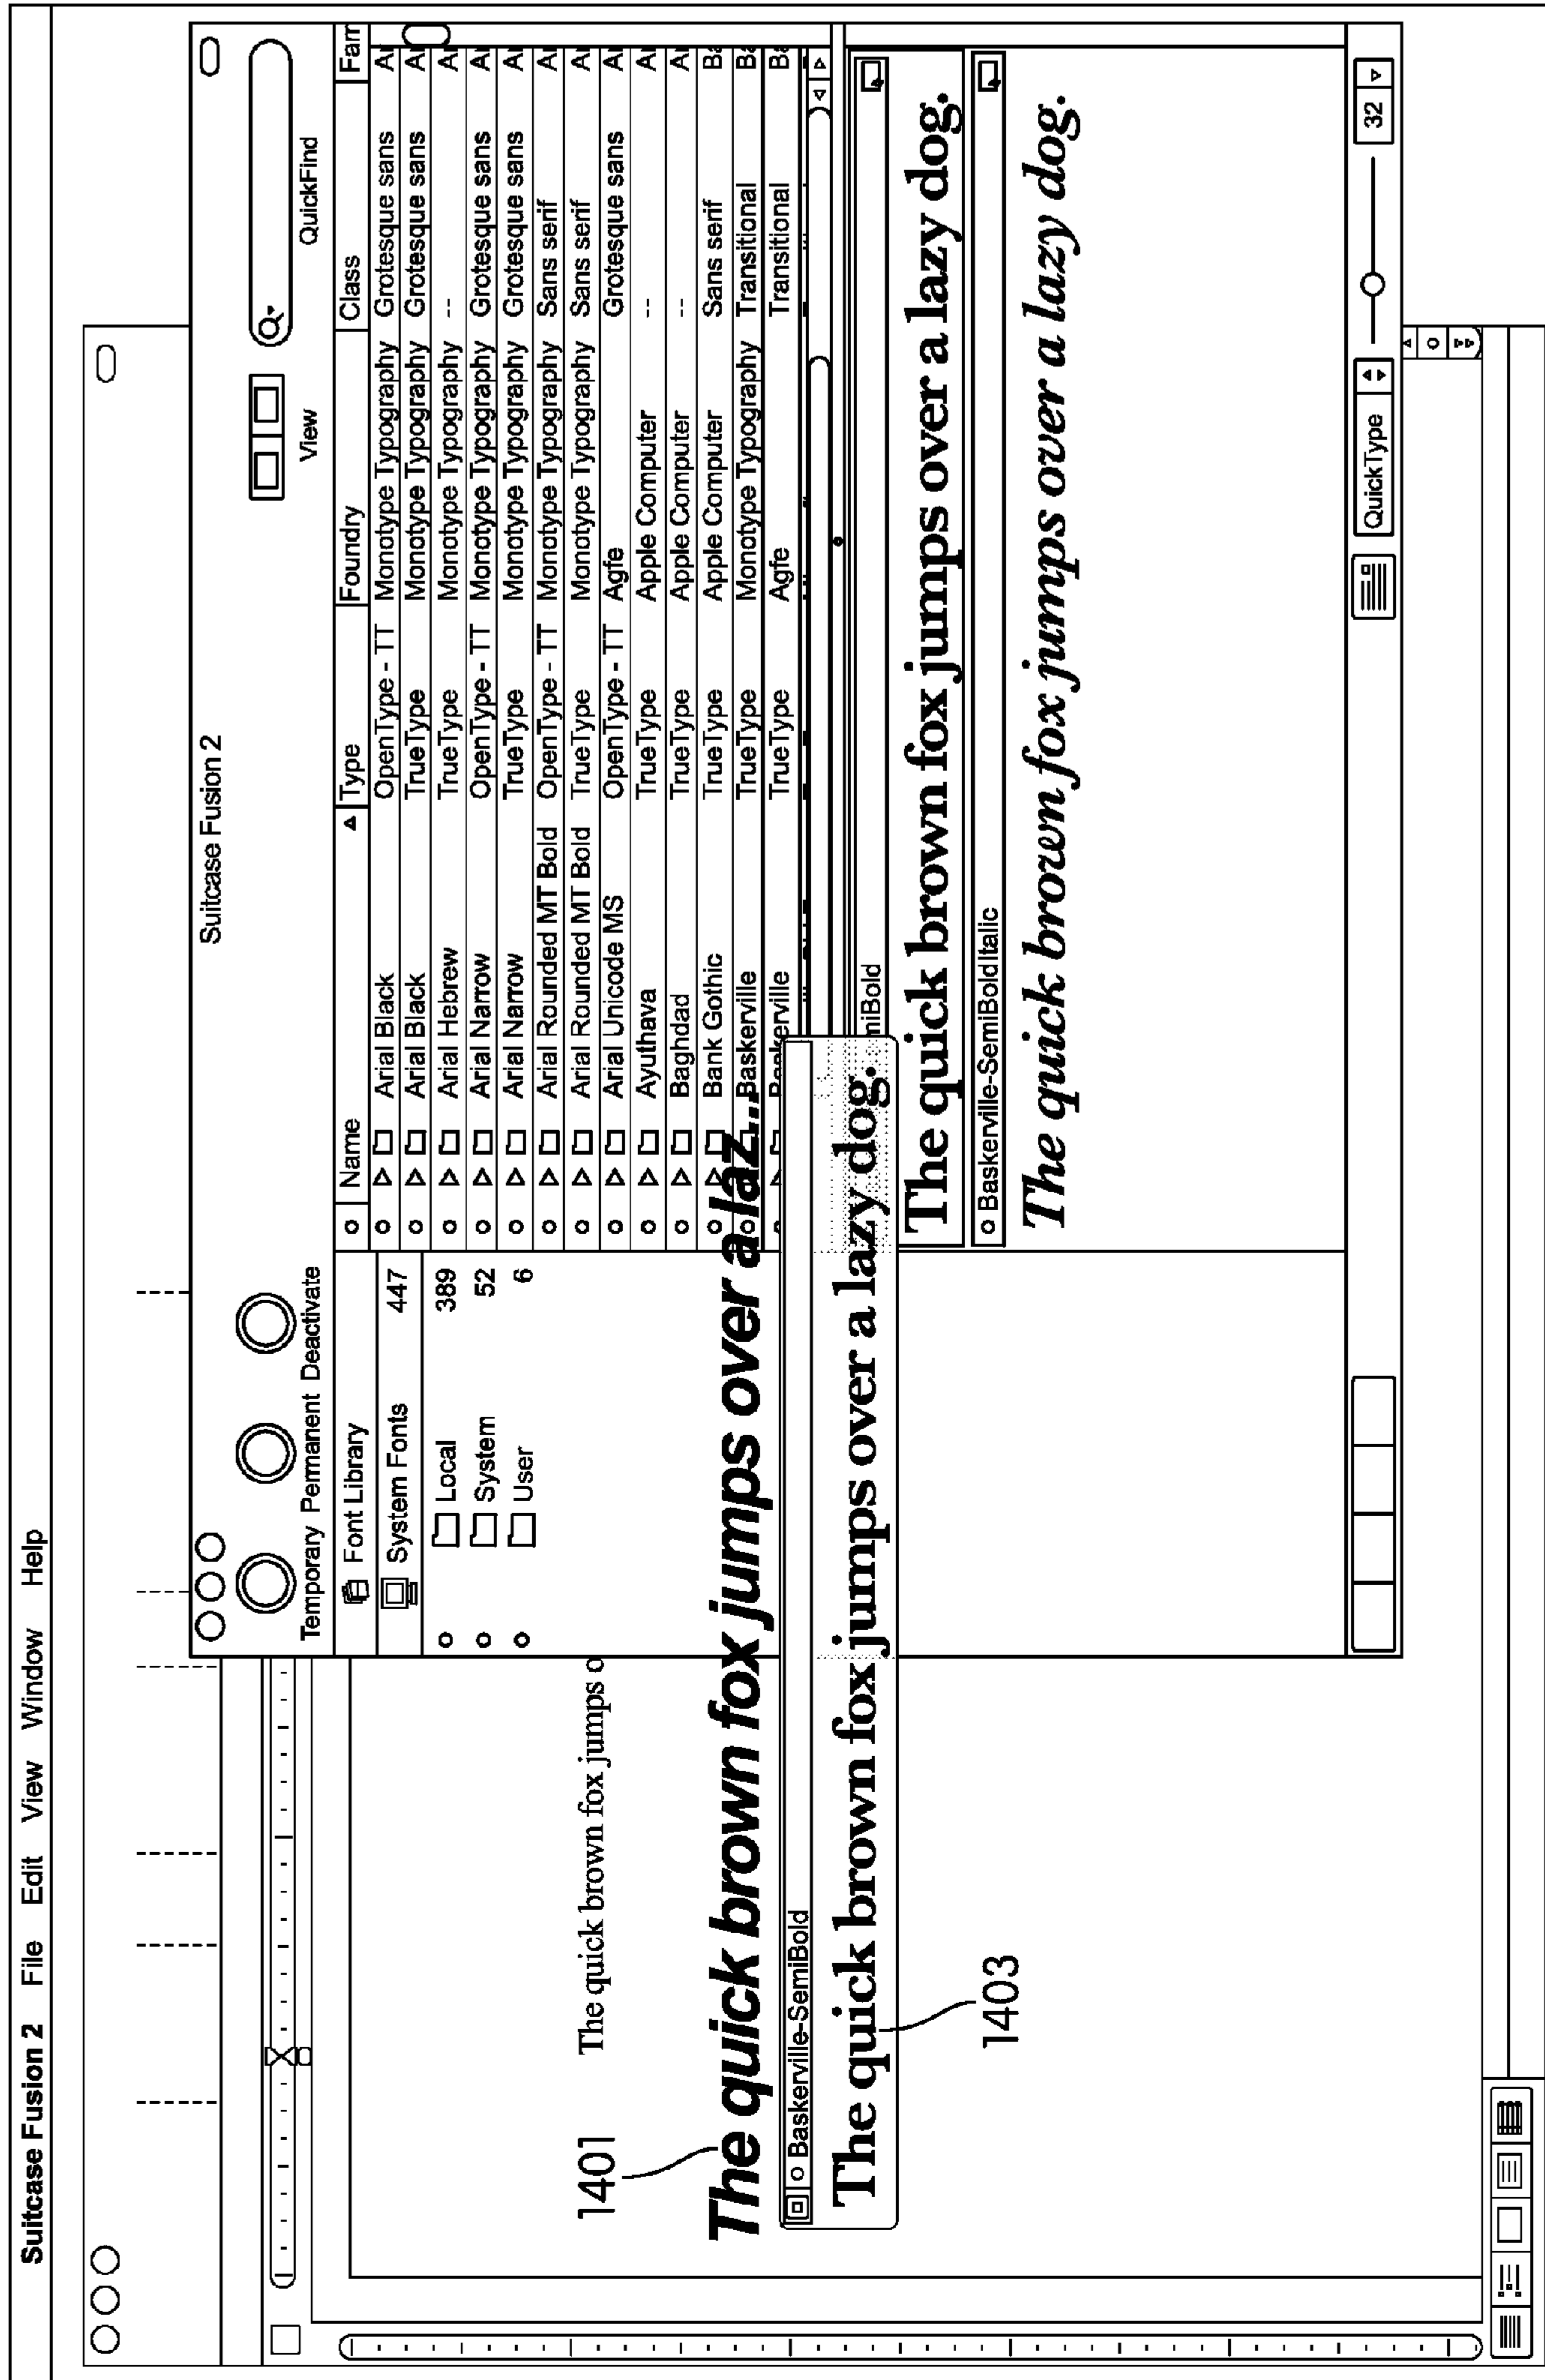 Suitcase Fusion 2 File Edit View Window Help
Suitcase Fusion 2
Temporary Permanent Deactivate
View
QuickFind
Font Library
System Fonts 447
Local 389
System 52
User 6
Name Type Foundry Class Fam
Arial Black OpenType - TT Monotype Typography Grotesque sans
Arial Black TrueType Monotype Typography Grotesque sans
Arial Hebrew TrueType Monotype Typography --
Arial Narrow OpenType - TT Monotype Typography Grotesque sans
Arial Narrow TrueType Monotype Typography Grotesque sans
Arial Rounded MT Bold OpenType - TT Monotype Typography Sans serif
Arial Rounded MT Bold TrueType Monotype Typography Sans serif
Arial Unicode MS OpenType - TT Agfe Grotesque sans
Ayuthava TrueType Apple Computer --
Baghdad TrueType Apple Computer --
Bank Gothic TrueType Apple Computer Sans serif
Baskerville TrueType Monotype Typography Transitional
Baskerville TrueType Agfe Transitional
The quick brown fox jumps o
1401
The quick brown fox jumps over a laz...
Baskerville-SemiBold
The quick brown fox jumps over a lazy dog.
1403
miBold
The quick brown fox jumps over a lazy dog.
Baskerville-SemiBoldItalic
The quick brown fox jumps over a lazy dog.
QuickType 32